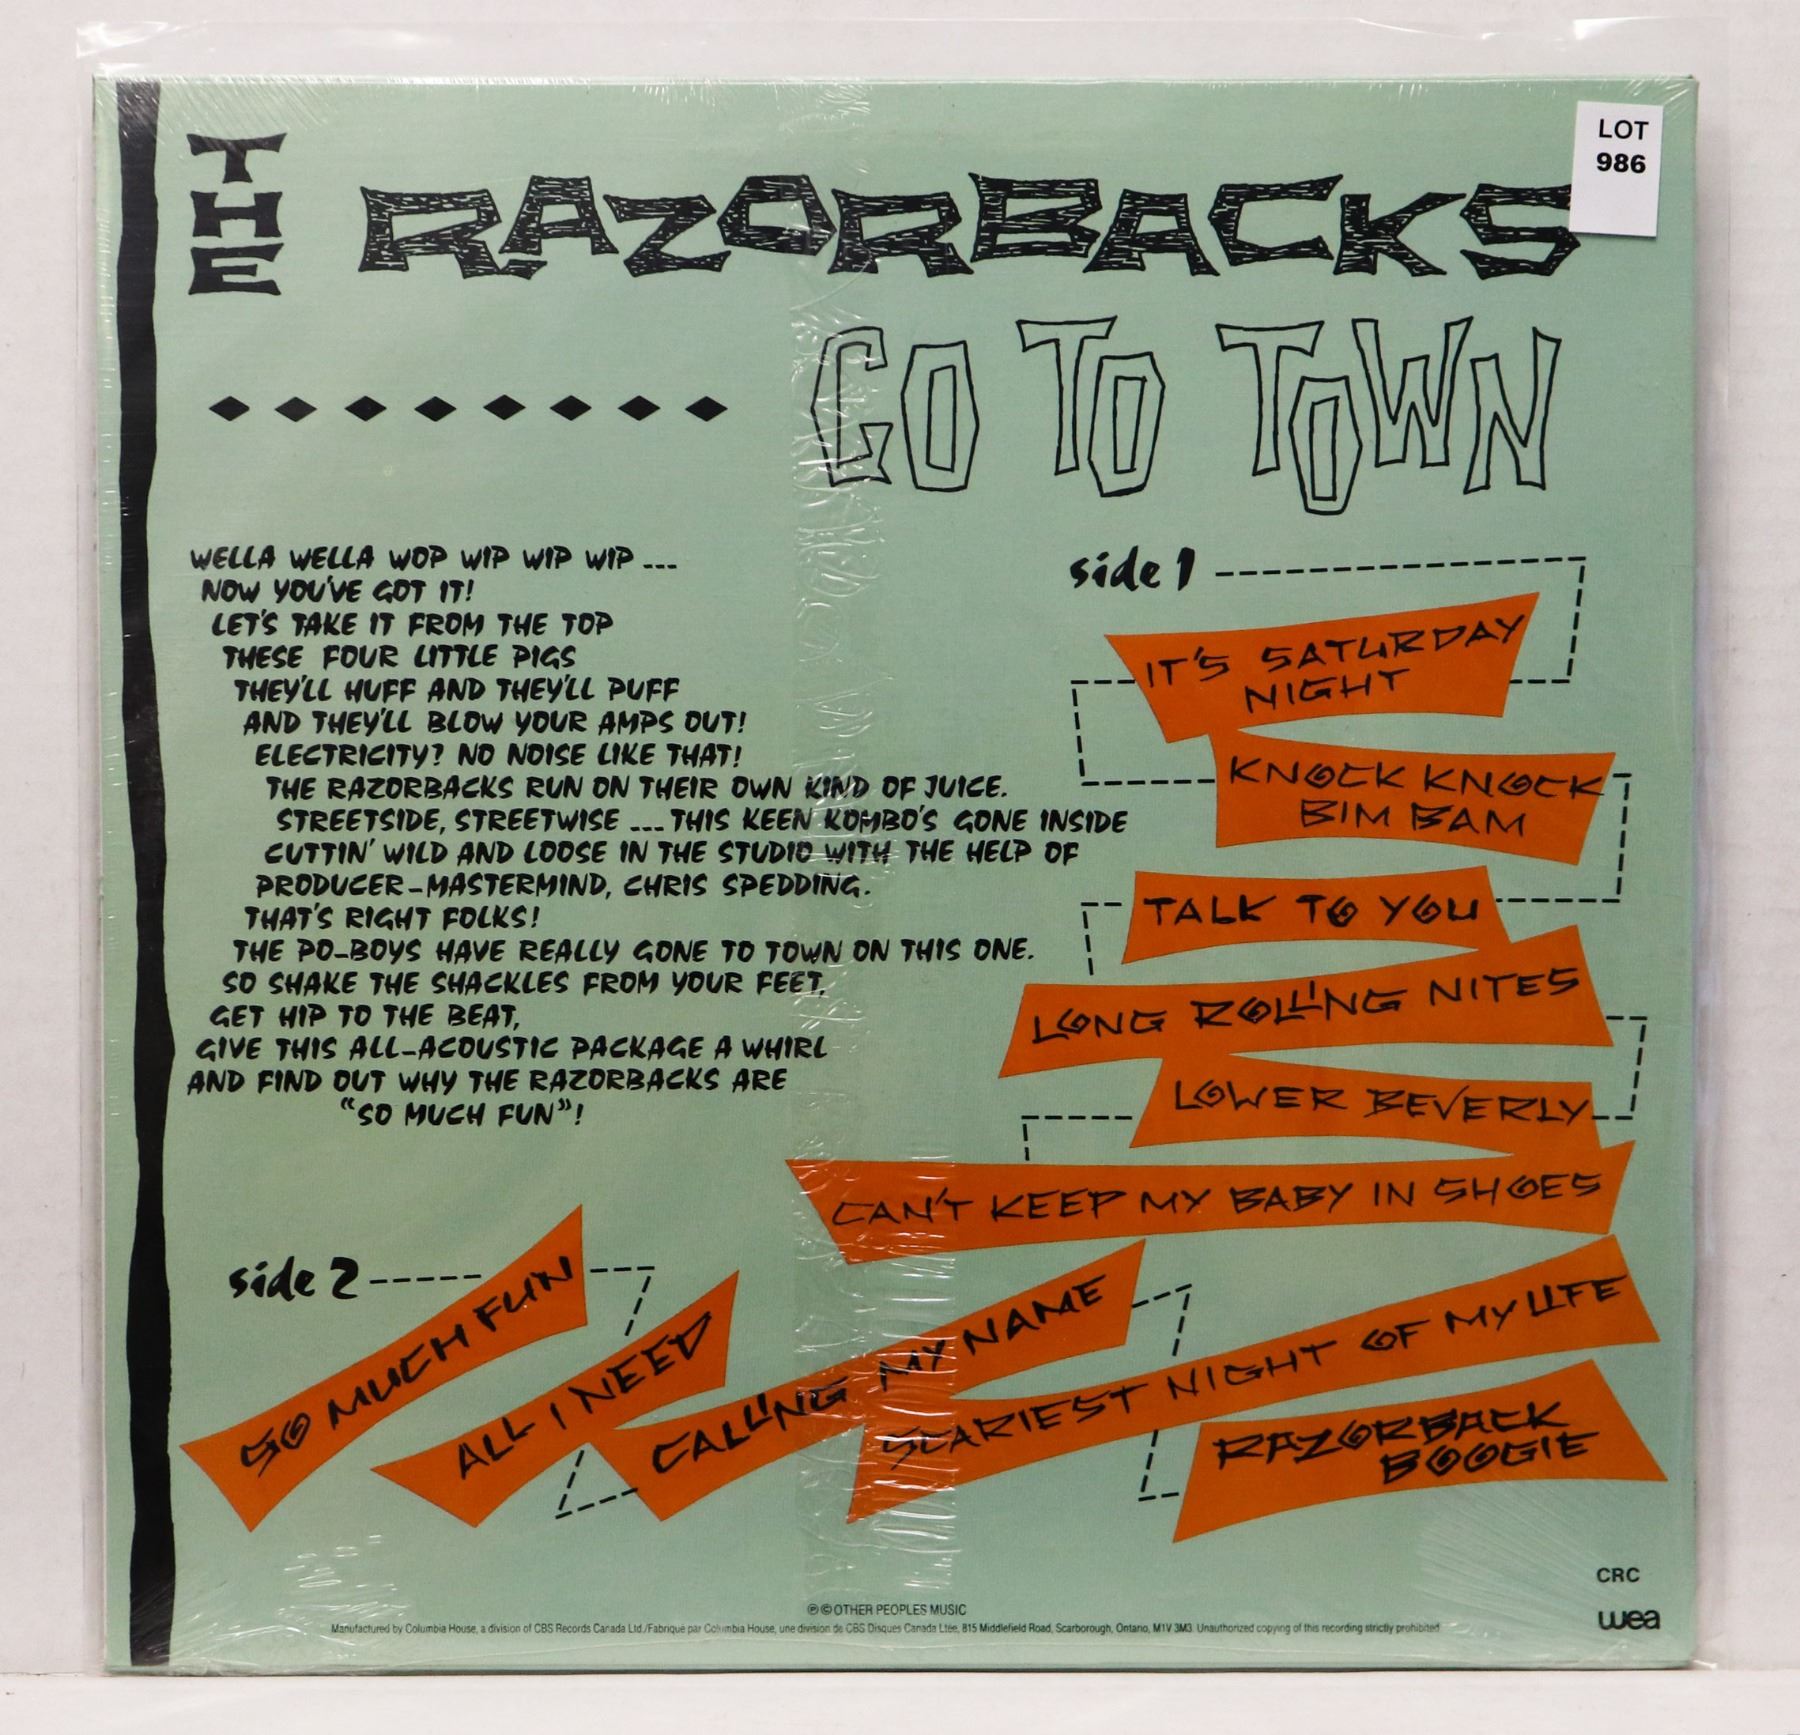 LOT
986
THE
RAZORBACKS
GO TO TOWN
WELLA WELLA WOP WIP WIP WIP ...
NOW YOU'VE GOT IT!
LET'S TAKE IT FROM THE TOP
THESE FOUR LITTLE PIGS
THEY'LL HUFF AND THEY'LL PUFF
AND THEY'LL BLOW YOUR AMPS OUT!
ELECTRICITY? NO NOISE LIKE THAT!
THE RAZORBACKS RUN ON THEIR OWN KIND OF JUICE.
STREETSIDE, STREETWISE ... THIS KEEN KOMBO'S GONE INSIDE
CUTTIN' WILD AND LOOSE IN THE STUDIO WITH THE HELP OF
PRODUCER-MASTERMIND, CHRIS SPEDDING.
THAT'S RIGHT FOLKS!
THE PO-BOYS HAVE REALLY GONE TO TOWN ON THIS ONE.
SO SHAKE THE SHACKLES FROM YOUR FEET,
GET HIP TO THE BEAT,
GIVE THIS ALL-ACOUSTIC PACKAGE A WHIRL
AND FIND OUT WHY THE RAZORBACKS ARE
"SO MUCH FUN"!
side 1
IT'S SATURDAY
NIGHT
KNOCK KNOCK
BIM BAM
TALK TO YOU
LONG ROLLING NITES
LOWER BEVERLY
CAN'T KEEP MY BABY IN SHOES
side 2
SO MUCH FUN
ALL I NEED
CALLING MY NAME
SCARIEST NIGHT OF MY LIFE
RAZORBACK
BOOGIE
CRC
wea
℗ © OTHER PEOPLES MUSIC
Manufactured by Columbia House, a division of CBS Records Canada Ltd./Fabriqué par Columbia House, une division de CBS Disques Canada Ltée, 815 Middlefield Road, Scarborough, Ontario, M1V 3M3. Unauthorized copying of this recording strictly prohibited